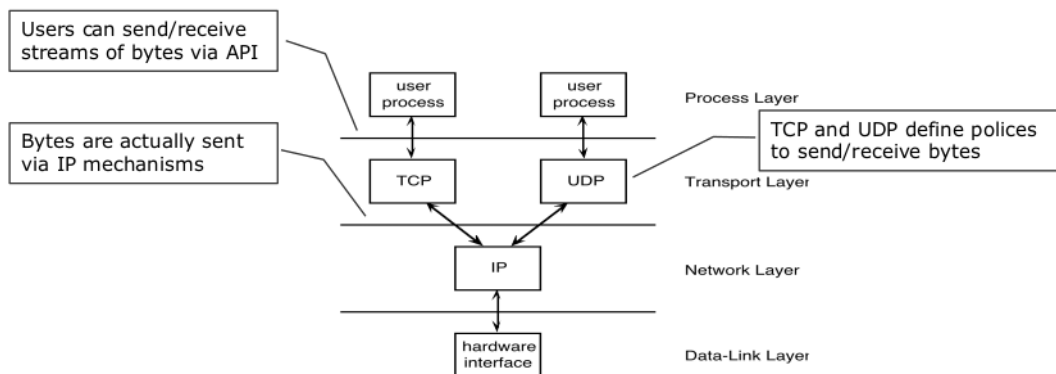 Users can send/receive
streams of bytes via API
user
process
user
process
Process Layer
Bytes are actually sent
via IP mechanisms
TCP and UDP define polices
to send/receive bytes
TCP
UDP
Transport Layer
IP
Network Layer
hardware
interface
Data-Link Layer